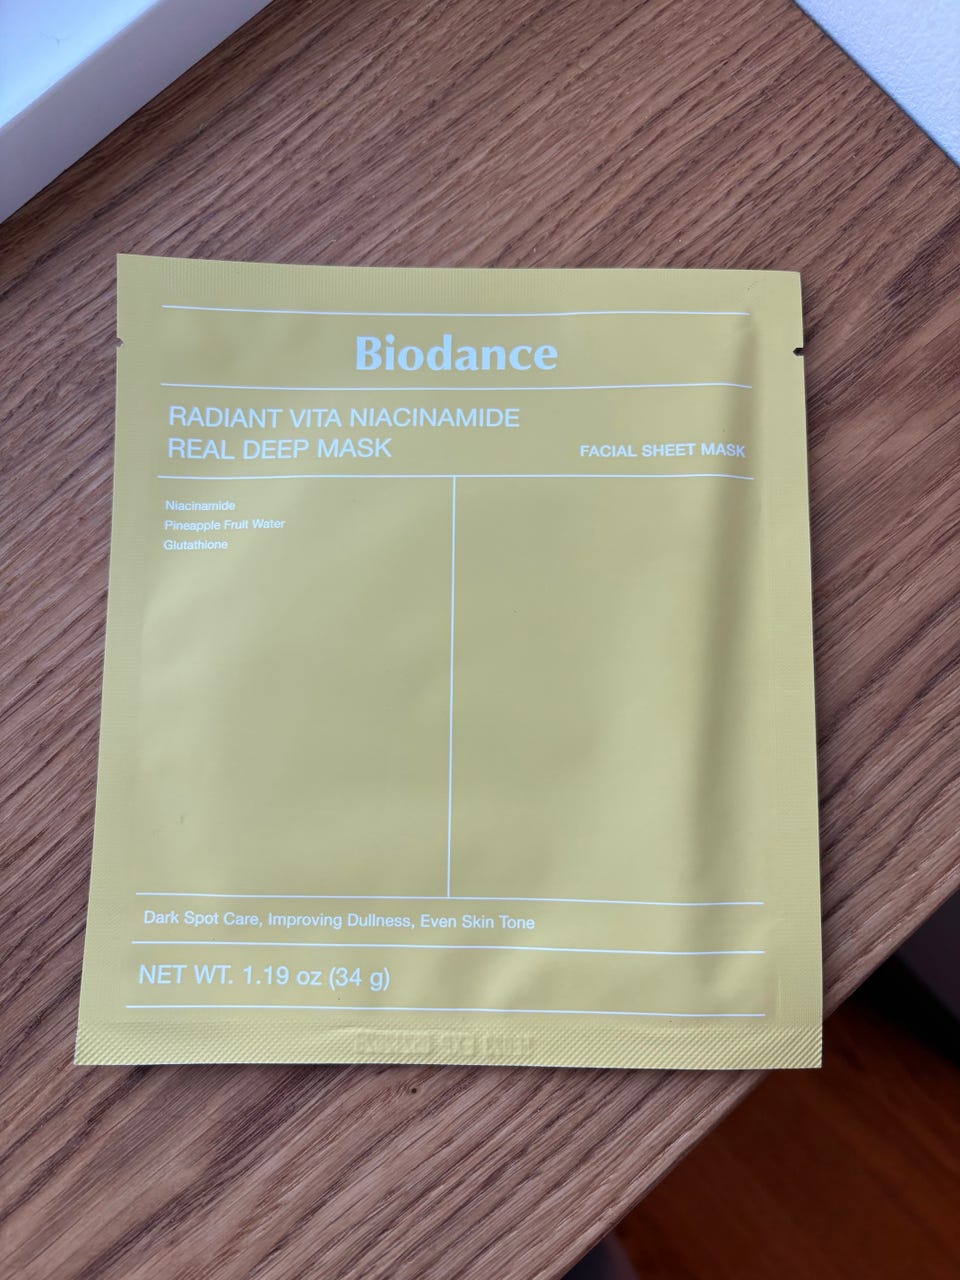 Biodance
RADIANT VITA NIACINAMIDE
REAL DEEP MASK
FACIAL SHEET MASK
Niacinamide
Pineapple Fruit Water
Glutathione
Dark Spot Care, Improving Dullness, Even Skin Tone
NET WT. 1.19 oz (34 g)